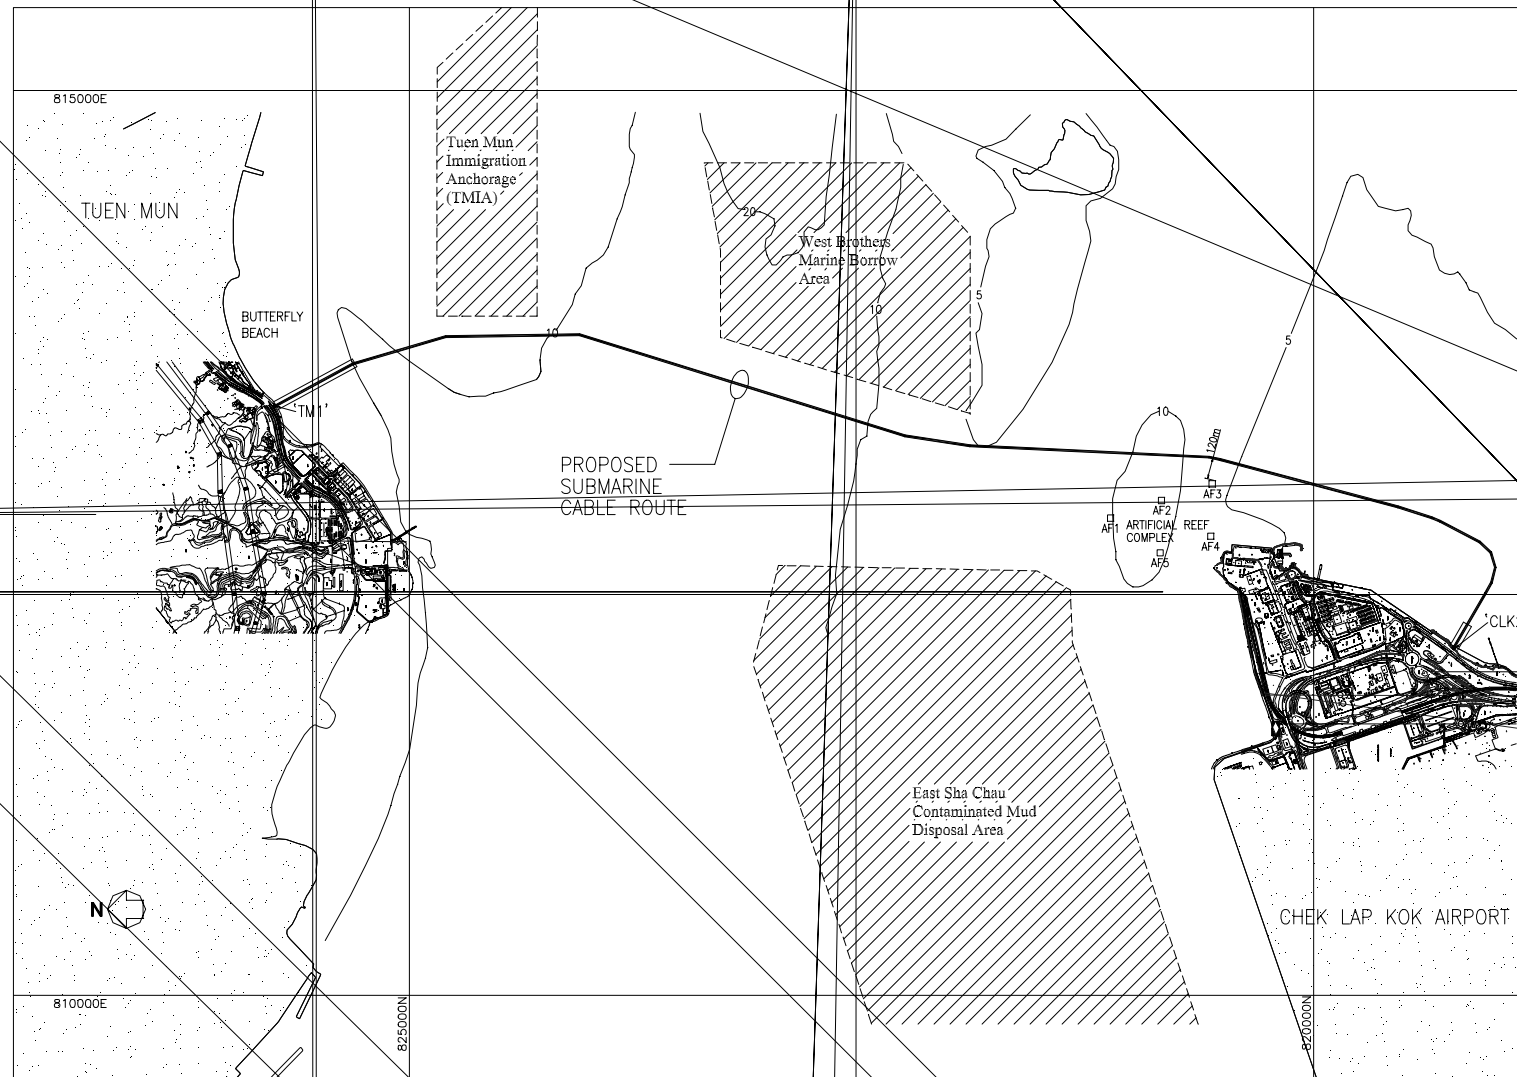 815000E
TUEN MUN
Tuen Mun
Immigration
Anchorage
(TMIA)
20
West Brothers
Marine Borrow
Area
BUTTERFLY
BEACH
10
10
5
5
'TM1'
10
120m
PROPOSED
SUBMARINE
CABLE ROUTE
AF3
AF2
AF1
ARTIFICIAL REEF
COMPLEX
AF4
AF5
'CLK
East Sha Chau
Contaminated Mud
Disposal Area
N
CHEK LAP KOK AIRPORT
810000E
825000N
820000N